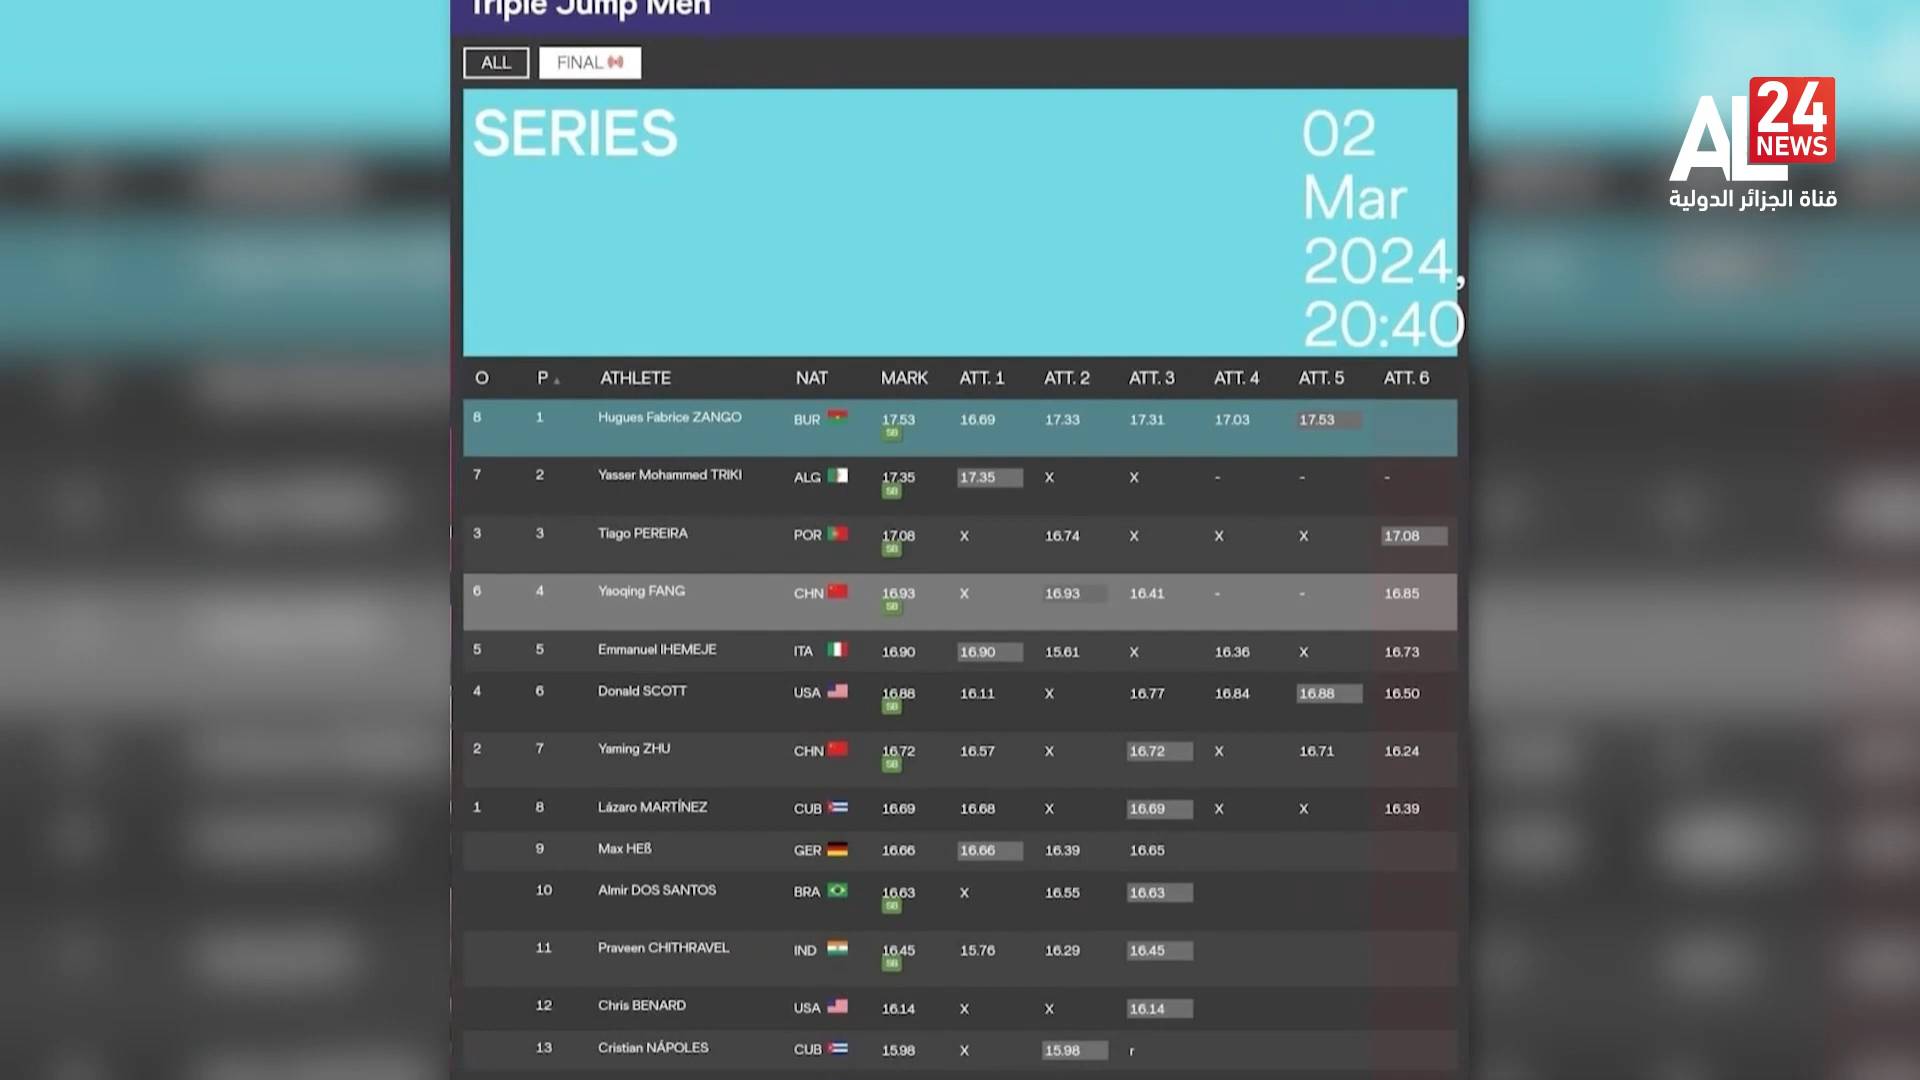 Triple Jump Men
ALL FINAL
SERIES
02
Mar
2024,
20:40
AL 24 NEWS
قناة الجزائر الدولية
O P ATHLETE NAT MARK ATT. 1 ATT. 2 ATT. 3 ATT. 4 ATT. 5 ATT. 6
8 1 Hugues Fabrice ZANGO BUR 17.53 16.69 17.33 17.31 17.03 17.53
SB
7 2 Yasser Mohammed TRIKI ALG 17.35 17.35 X X - - -
SB
3 3 Tiago PEREIRA POR 17.08 X 16.74 X X X 17.08
SB
6 4 Yaoqing FANG CHN 16.93 X 16.93 16.41 - - 16.85
SB
5 5 Emmanuel IHEMEJE ITA 16.90 16.90 15.61 X 16.36 X 16.73
4 6 Donald SCOTT USA 16.88 16.11 X 16.77 16.84 16.88 16.50
SB
2 7 Yaming ZHU CHN 16.72 16.57 X 16.72 X 16.71 16.24
SB
1 8 Lázaro MARTÍNEZ CUB 16.69 16.68 X 16.69 X X 16.39
9 Max HEß GER 16.66 16.66 16.39 16.65
10 Almir DOS SANTOS BRA 16.63 X 16.55 16.63
SB
11 Praveen CHITHRAVEL IND 16.45 15.76 16.29 16.45
SB
12 Chris BENARD USA 16.14 X X 16.14
13 Cristian NÁPOLES CUB 15.98 X 15.98 r